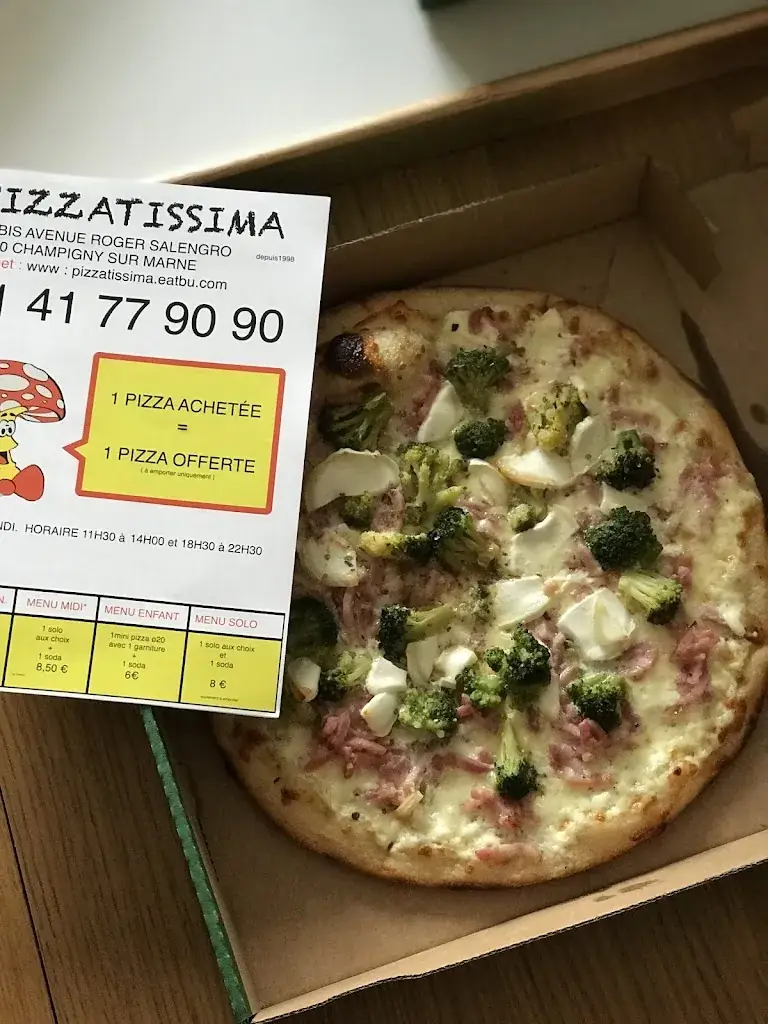 IZZATISSIMA
depuis1998
BIS AVENUE ROGER SALENGRO
0 CHAMPIGNY SUR MARNE
et : www : pizzatissima.eatbu.com
41 77 90 90
1 PIZZA ACHETÉE
=
1 PIZZA OFFERTE
( à emporter uniquement )
NDI. HORAIRE 11H30 à 14H00 et 18H30 à 22H30
N.
MENU MIDI*
1 solo
aux choix
+
1 soda
8,50 €
MENU ENFANT
1mini pizza ø20
avec 1 garniture
+
1 soda
6€
MENU SOLO
1 solo aux choix
et
1 soda
8 €